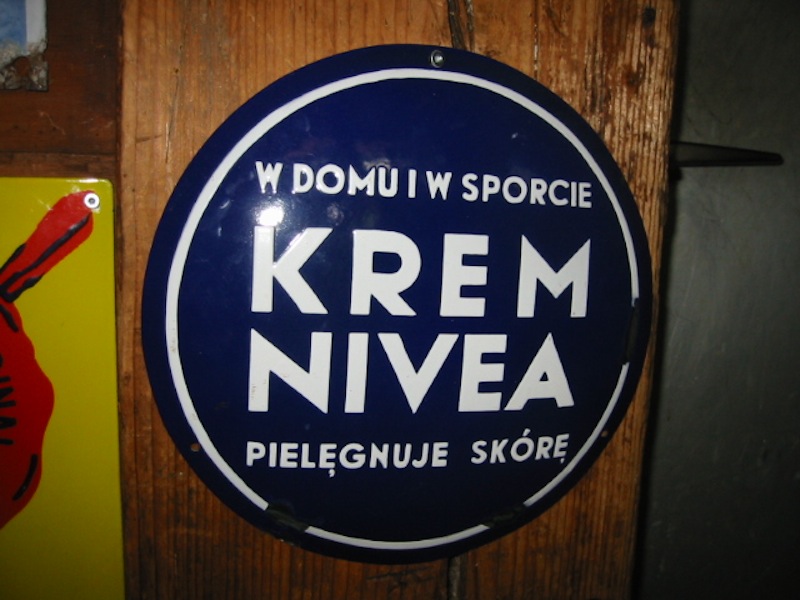 W DOMU I W SPORCIE
KREM
NIVEA
PIELĘGNUJE SKÓRĘ